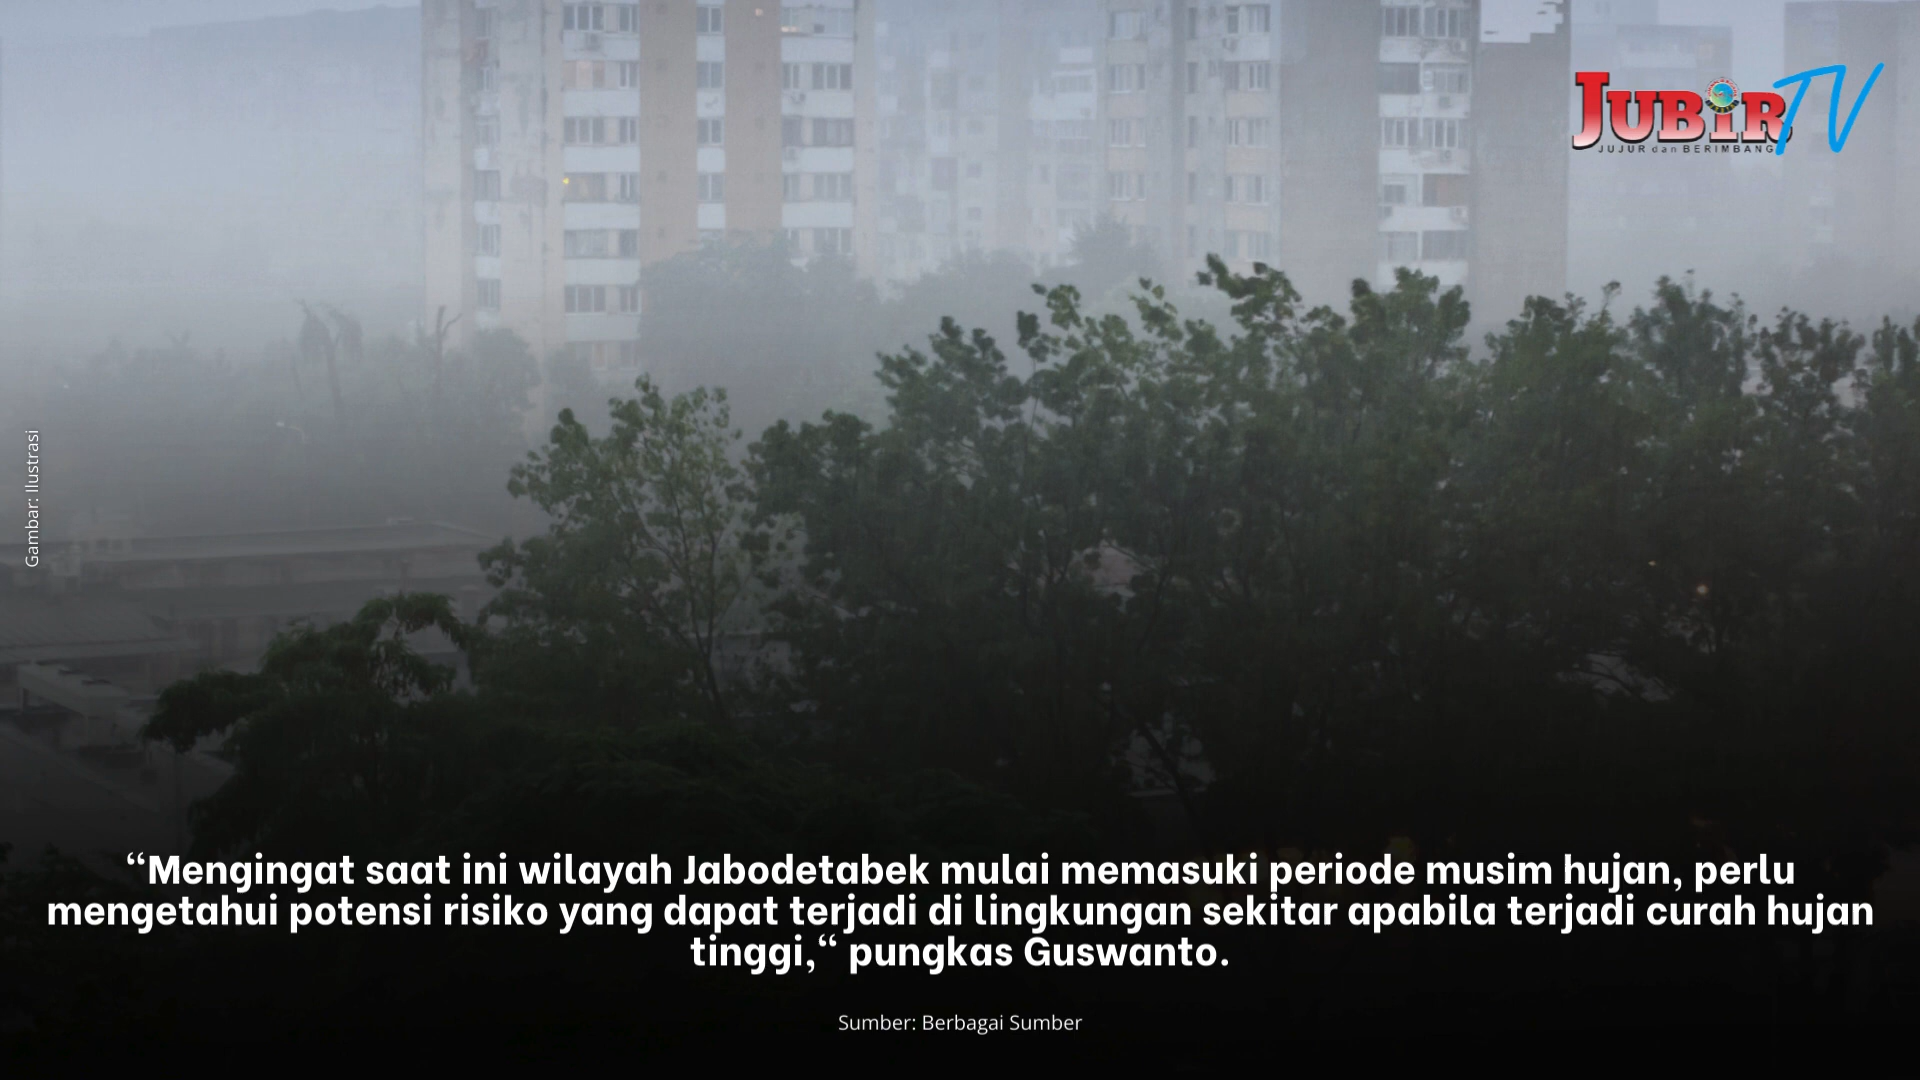 JUBIR TV
JUJUR dan BERIMBANG
Gambar: Ilustrasi
“Mengingat saat ini wilayah Jabodetabek mulai memasuki periode musim hujan, perlu
mengetahui potensi risiko yang dapat terjadi di lingkungan sekitar apabila terjadi curah hujan
tinggi,“ pungkas Guswanto.
Sumber: Berbagai Sumber